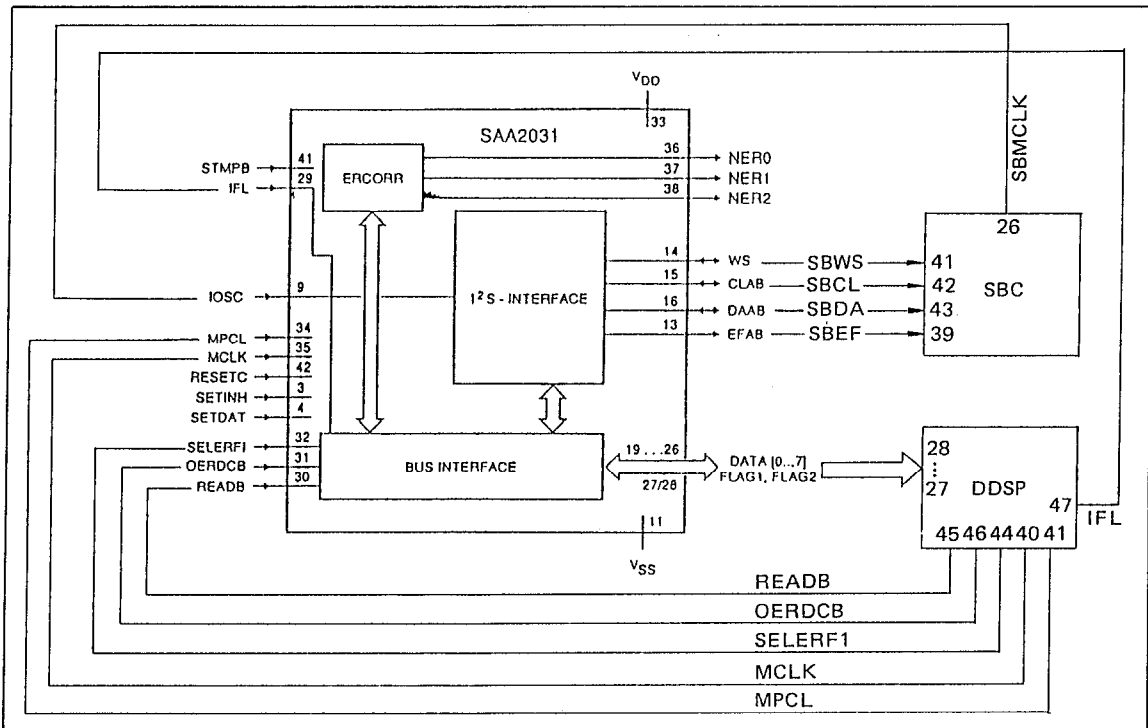 VDD
33
SAA2031
SBMCLK
STMPB 41
IFL 29
ERCORR
36 NER0
37 NER1
38 NER2
26
SBC
I²S - INTERFACE
14 WS SBWS 41
15 CLAB SBCL 42
16 DAAB SBDA 43
13 EFAB SBEF 39
IOSC 9
MPCL 34
MCLK 35
RESETC 42
SETINH 3
SETDAT 4
SELERFI 32
OERDCB 31
READB 30
BUS INTERFACE
19 ... 26
27/28
DATA [0...7]
FLAG1, FLAG2
28
27
DDSP
47
IFL
45 46 44 40 41
11
VSS
READB
OERDCB
SELERF1
MCLK
MPCL